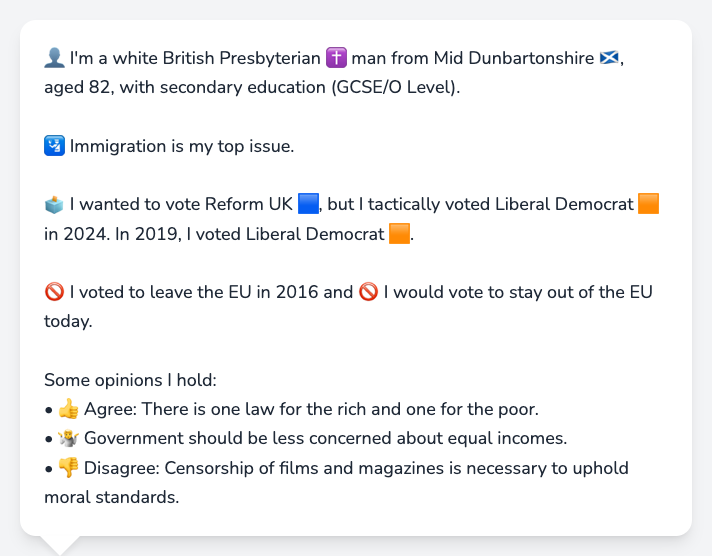 👤 I'm a white British Presbyterian ✝️ man from Mid Dunbartonshire 🏴󠁧󠁢󠁳󠁣󠁴󠁿,
aged 82, with secondary education (GCSE/O Level).
🛂 Immigration is my top issue.
🗳️ I wanted to vote Reform UK 🟦, but I tactically voted Liberal Democrat 🟧
in 2024. In 2019, I voted Liberal Democrat 🟧.
🚫 I voted to leave the EU in 2016 and 🚫 I would vote to stay out of the EU
today.
Some opinions I hold:
• 👍 Agree: There is one law for the rich and one for the poor.
• 🤷 Government should be less concerned about equal incomes.
• 👎 Disagree: Censorship of films and magazines is necessary to uphold
moral standards.